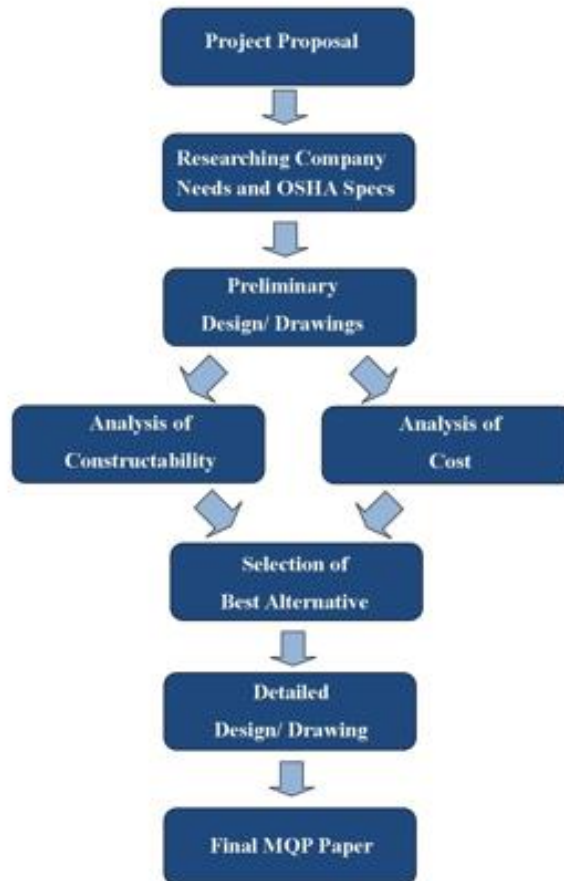 Project Proposal
Researching Company
Needs and OSHA Specs
Preliminary
Design/ Drawings
Analysis of
Constructability
Analysis of
Cost
Selection of
Best Alternative
Detailed
Design/ Drawing
Final MQP Paper